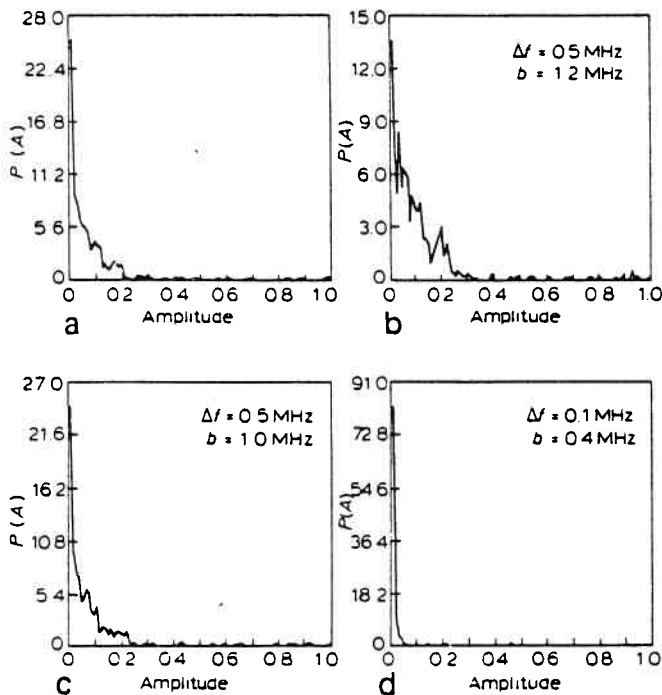 28.0
22.4
16.8
11.2
5.6
0
P (A)
0 0.2 0.4 0.6 0.8 1.0
Amplitude
a
15.0
12.0
9.0
6.0
3.0
0
P(A)
Δf = 0.5 MHz
b = 1.2 MHz
0 0.2 0.4 0.6 0.8 1.0
Amplitude
b
27.0
21.6
16.2
10.8
5.4
0
P (A)
Δf = 0.5 MHz
b = 1.0 MHz
0 0.2 0.4 0.6 0.8 1.0
Amplitude
c
91.0
72.8
54.6
36.4
18.2
0
P(A)
Δf = 0.1 MHz
b = 0.4 MHz
0 0.2 0.4 0.6 0.8 1.0
Amplitude
d